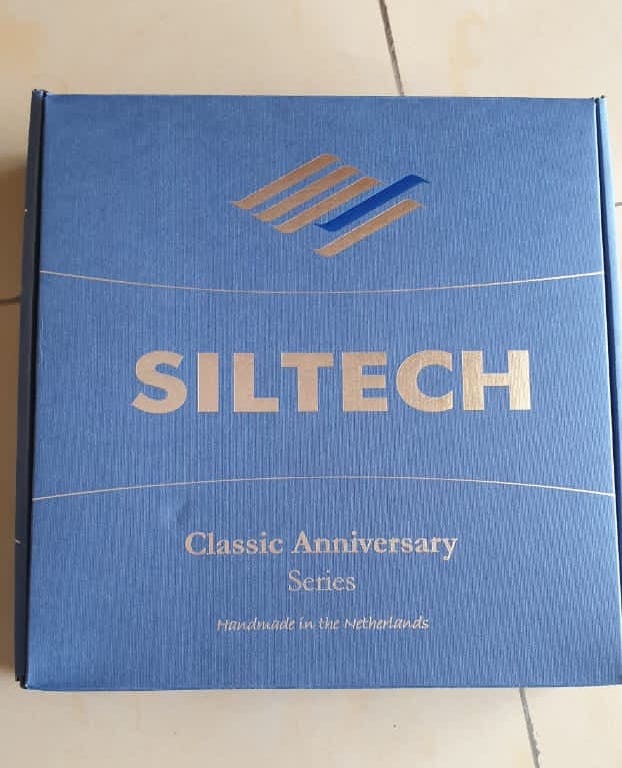 SILTECH
Classic Anniversary
Series
Handmade in the Netherlands